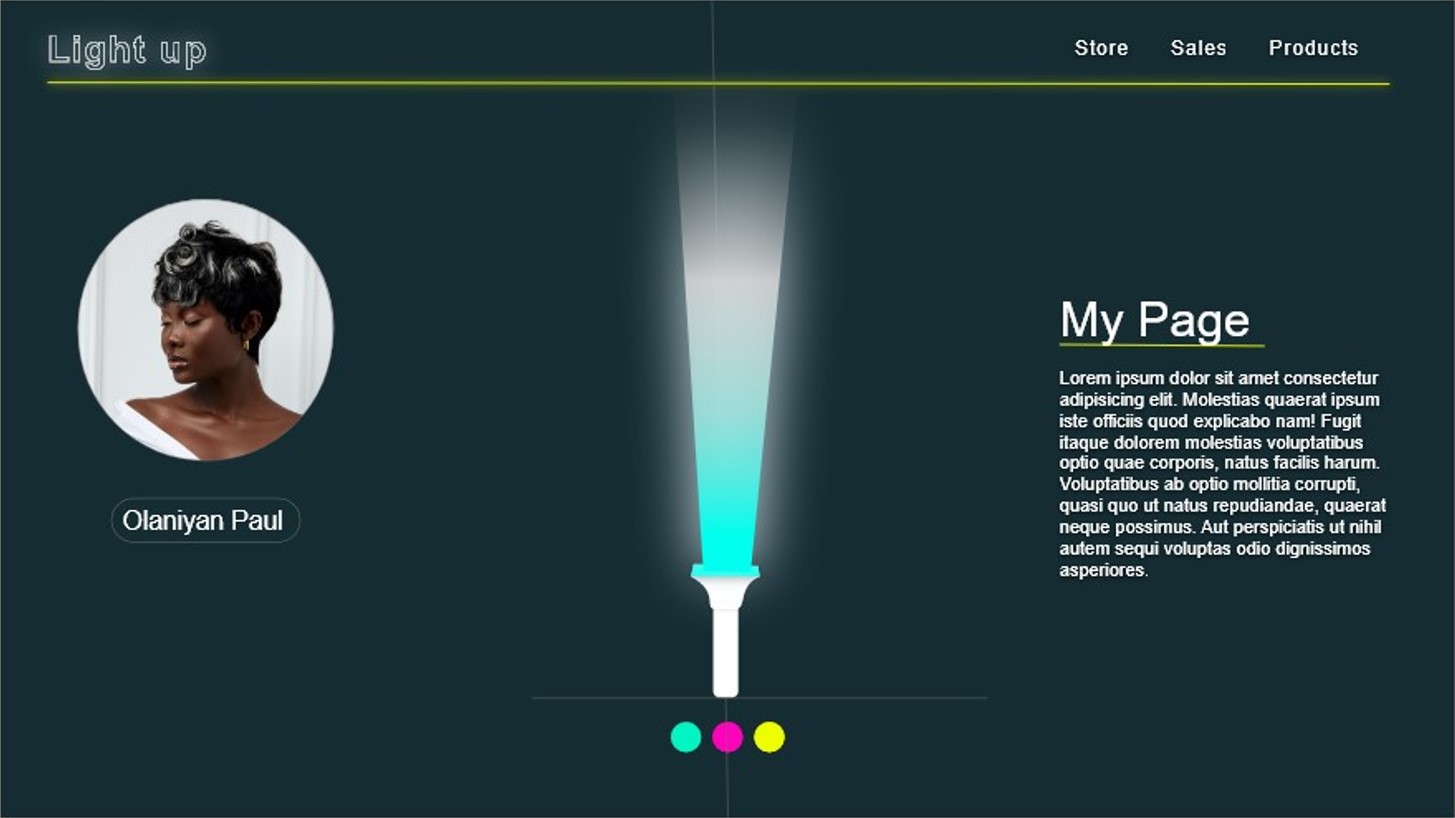 Light up
Store Sales Products
Olaniyan Paul
My Page
Lorem ipsum dolor sit amet consectetur
adipisicing elit. Molestias quaerat ipsum
iste officiis quod explicabo nam! Fugit
itaque dolorem molestias voluptatibus
optio quae corporis, natus facilis harum.
Voluptatibus ab optio mollitia corrupti,
quasi quo ut natus repudiandae, quaerat
neque possimus. Aut perspiciatis ut nihil
autem sequi voluptas odio dignissimos
asperiores.